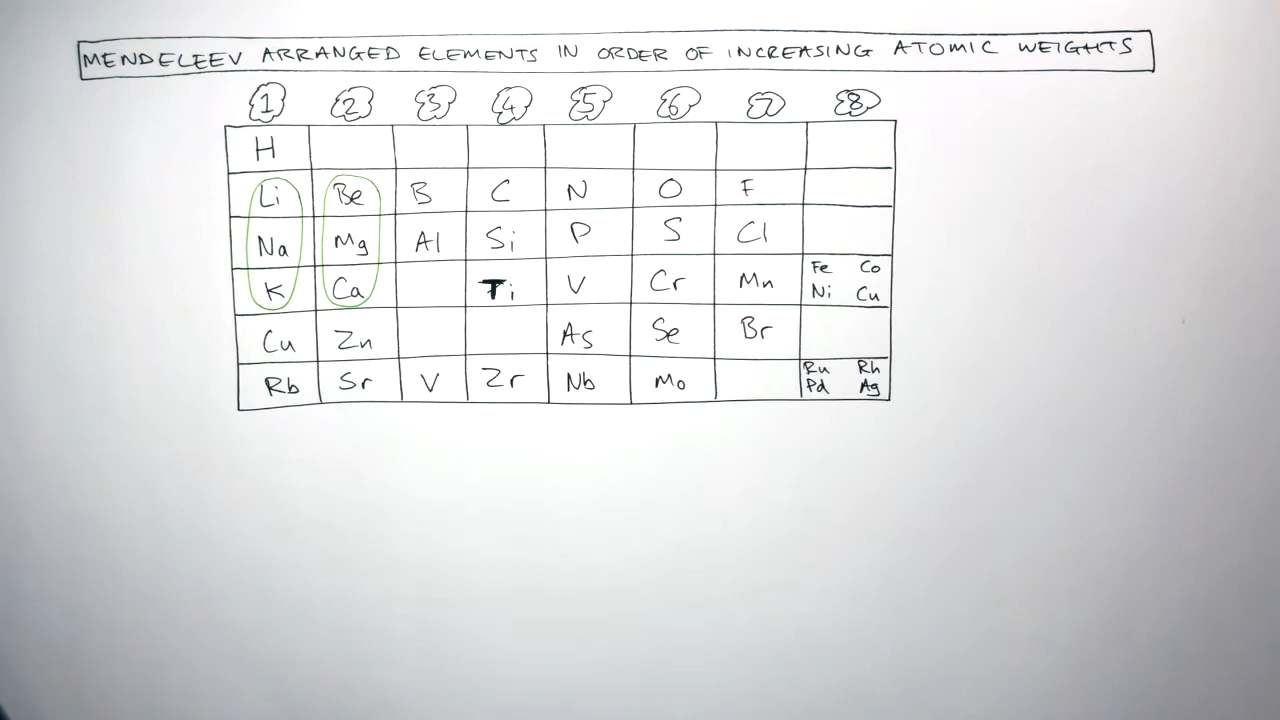 MENDELEEV ARRANGED ELEMENTS IN ORDER OF INCREASING ATOMIC WEIGHTS
1 2 3 4 5 6 7 8
H
Li Be B C N O F
Na Mg Al Si P S Cl
K Ca Ti V Cr Mn Fe Co
Ni Cu
Cu Zn As Se Br
Rb Sr V Zr Nb Mo Ru Rh
Pd Ag